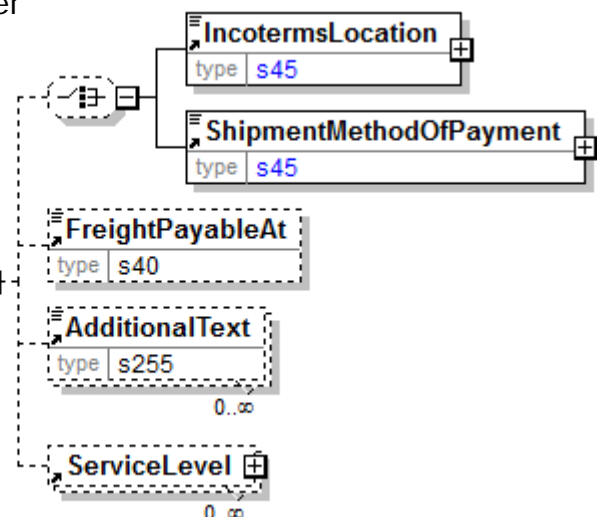 er
IncotermsLocation
type s45
ShipmentMethodOfPayment
type s45
FreightPayableAt
type s40
AdditionalText
type s255
0..∞
ServiceLevel
0..∞